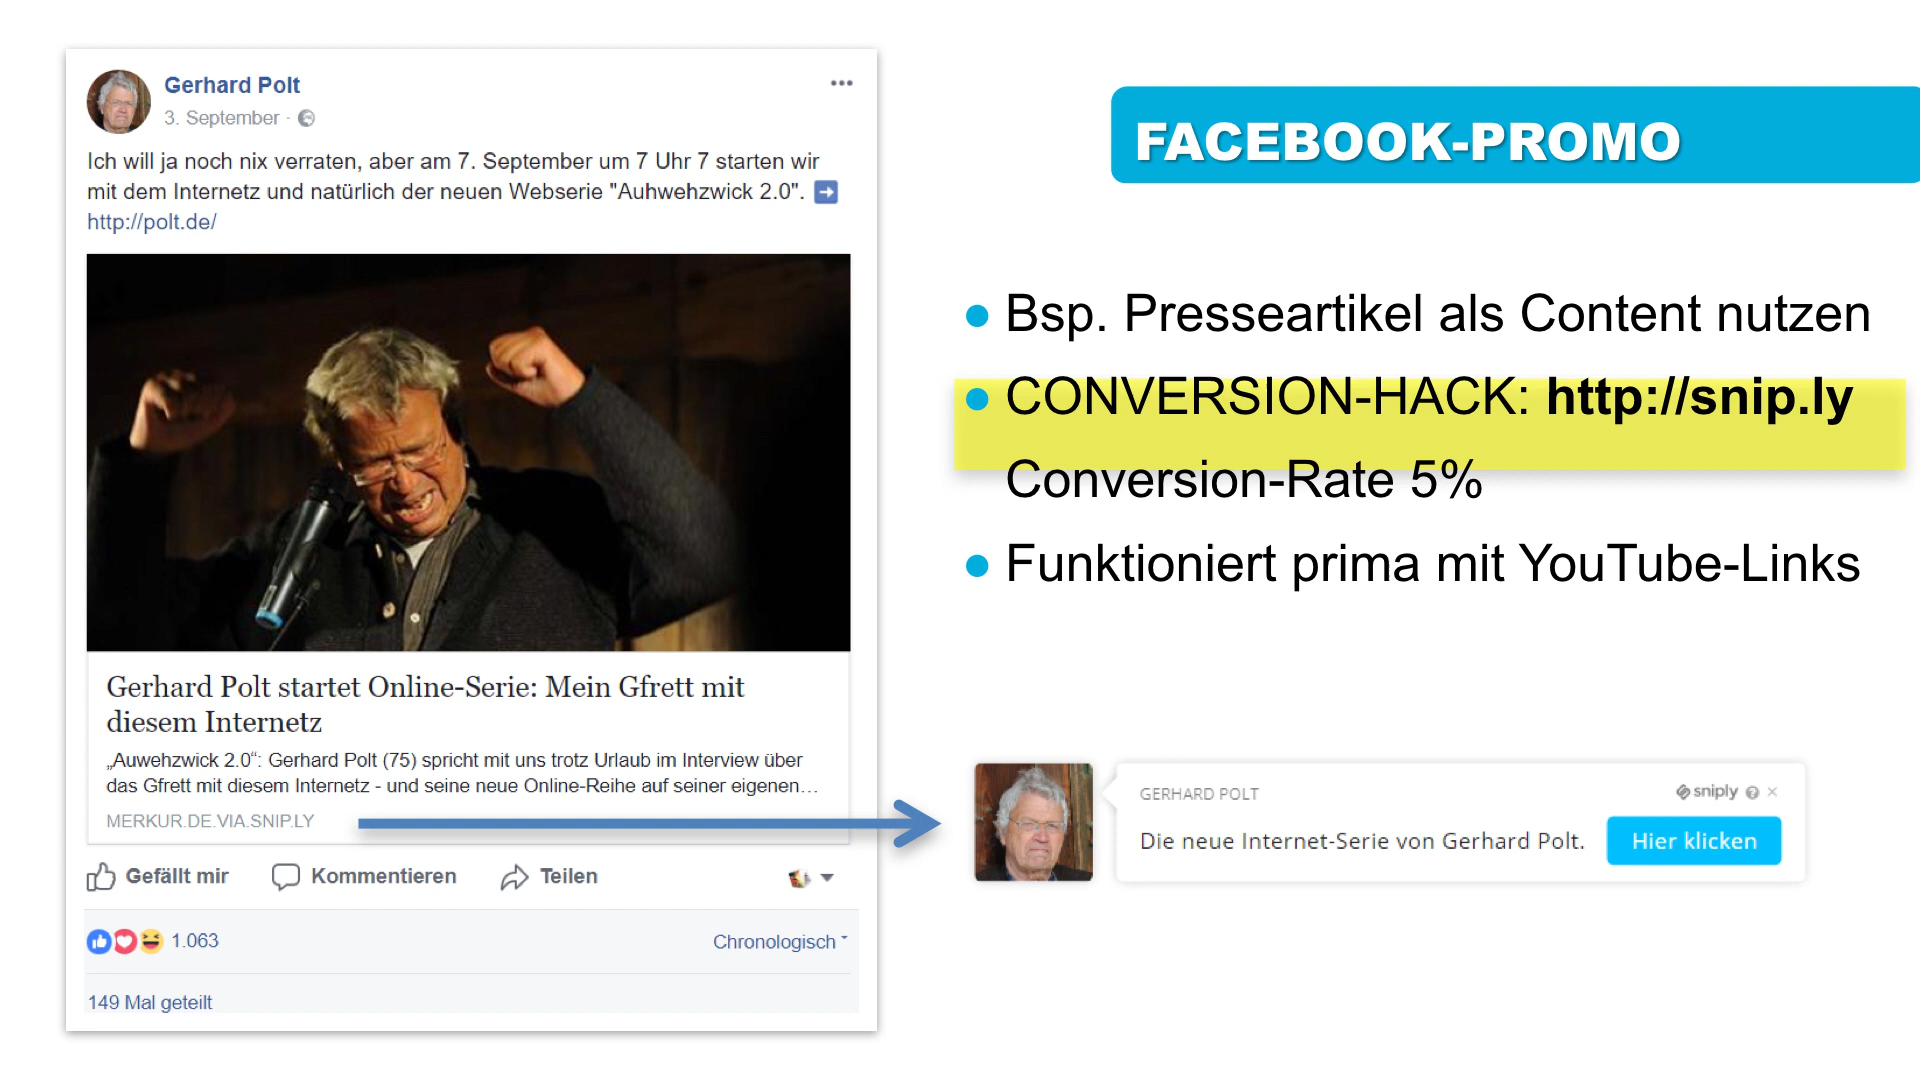 Gerhard Polt
3. September ·
Ich will ja noch nix verraten, aber am 7. September um 7 Uhr 7 starten wir
mit dem Internetz und natürlich der neuen Webserie "Auhwehzwick 2.0".
http://polt.de/
Gerhard Polt startet Online-Serie: Mein Gfrett mit
diesem Internetz
„Auwehzwick 2.0“: Gerhard Polt (75) spricht mit uns trotz Urlaub im Interview über
das Gfrett mit diesem Internetz - und seine neue Online-Reihe auf seiner eigenen…
MERKUR.DE.VIA.SNIP.LY
Gefällt mir Kommentieren Teilen
1.063 Chronologisch
149 Mal geteilt
FACEBOOK-PROMO
• Bsp. Presseartikel als Content nutzen
• CONVERSION-HACK: http://snip.ly
Conversion-Rate 5%
• Funktioniert prima mit YouTube-Links
GERHARD POLT sniply ? ×
Die neue Internet-Serie von Gerhard Polt. Hier klicken